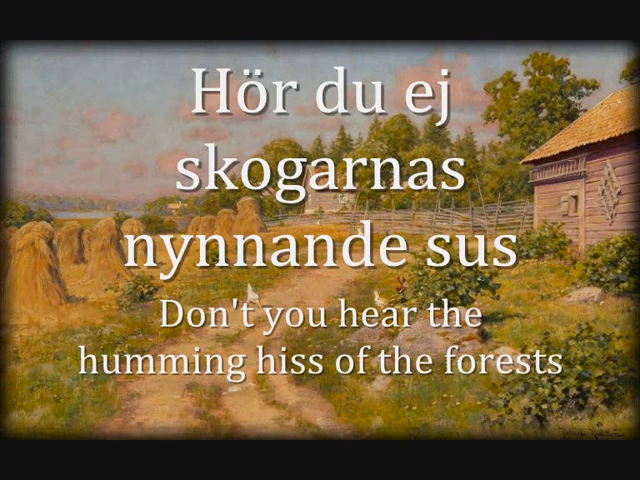 Hör du ej
skogarnas
nynnande sus
Don't you hear the
humming hiss of the forests